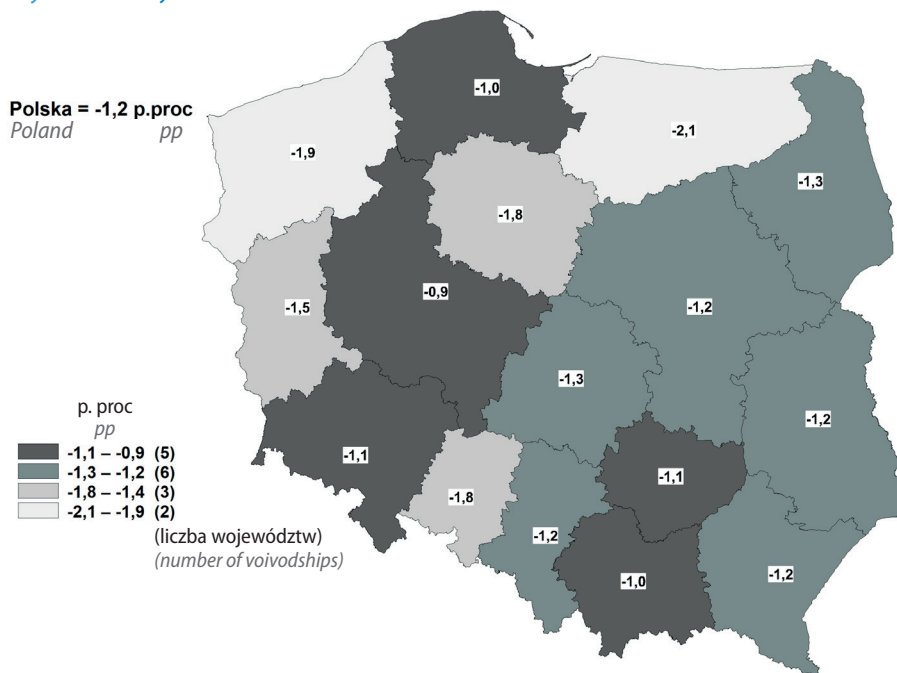 -1,0
Polska = -1,2 p.proc
Poland pp
-2,1
-1,9
-1,3
-1,8
-0,9
-1,5
-1,2
-1,3
p. proc
pp
-1,1 – -0,9 (5)
-1,3 – -1,2 (6)
-1,8 – -1,4 (3)
-2,1 – -1,9 (2)
(liczba województw)
(number of voivodships)
-1,2
-1,1
-1,1
-1,8
-1,2
-1,0
-1,2